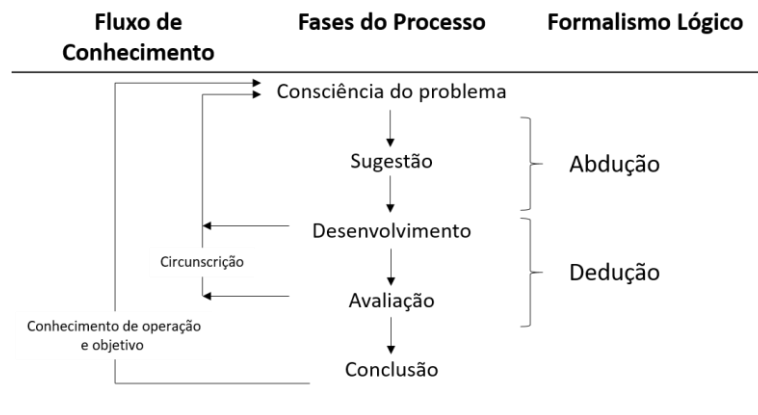 Fluxo de
Conhecimento
Fases do Processo
Formalismo Lógico
Consciência do problema
Sugestão
Abdução
Desenvolvimento
Circunscrição
Dedução
Avaliação
Conhecimento de operação
e objetivo
Conclusão